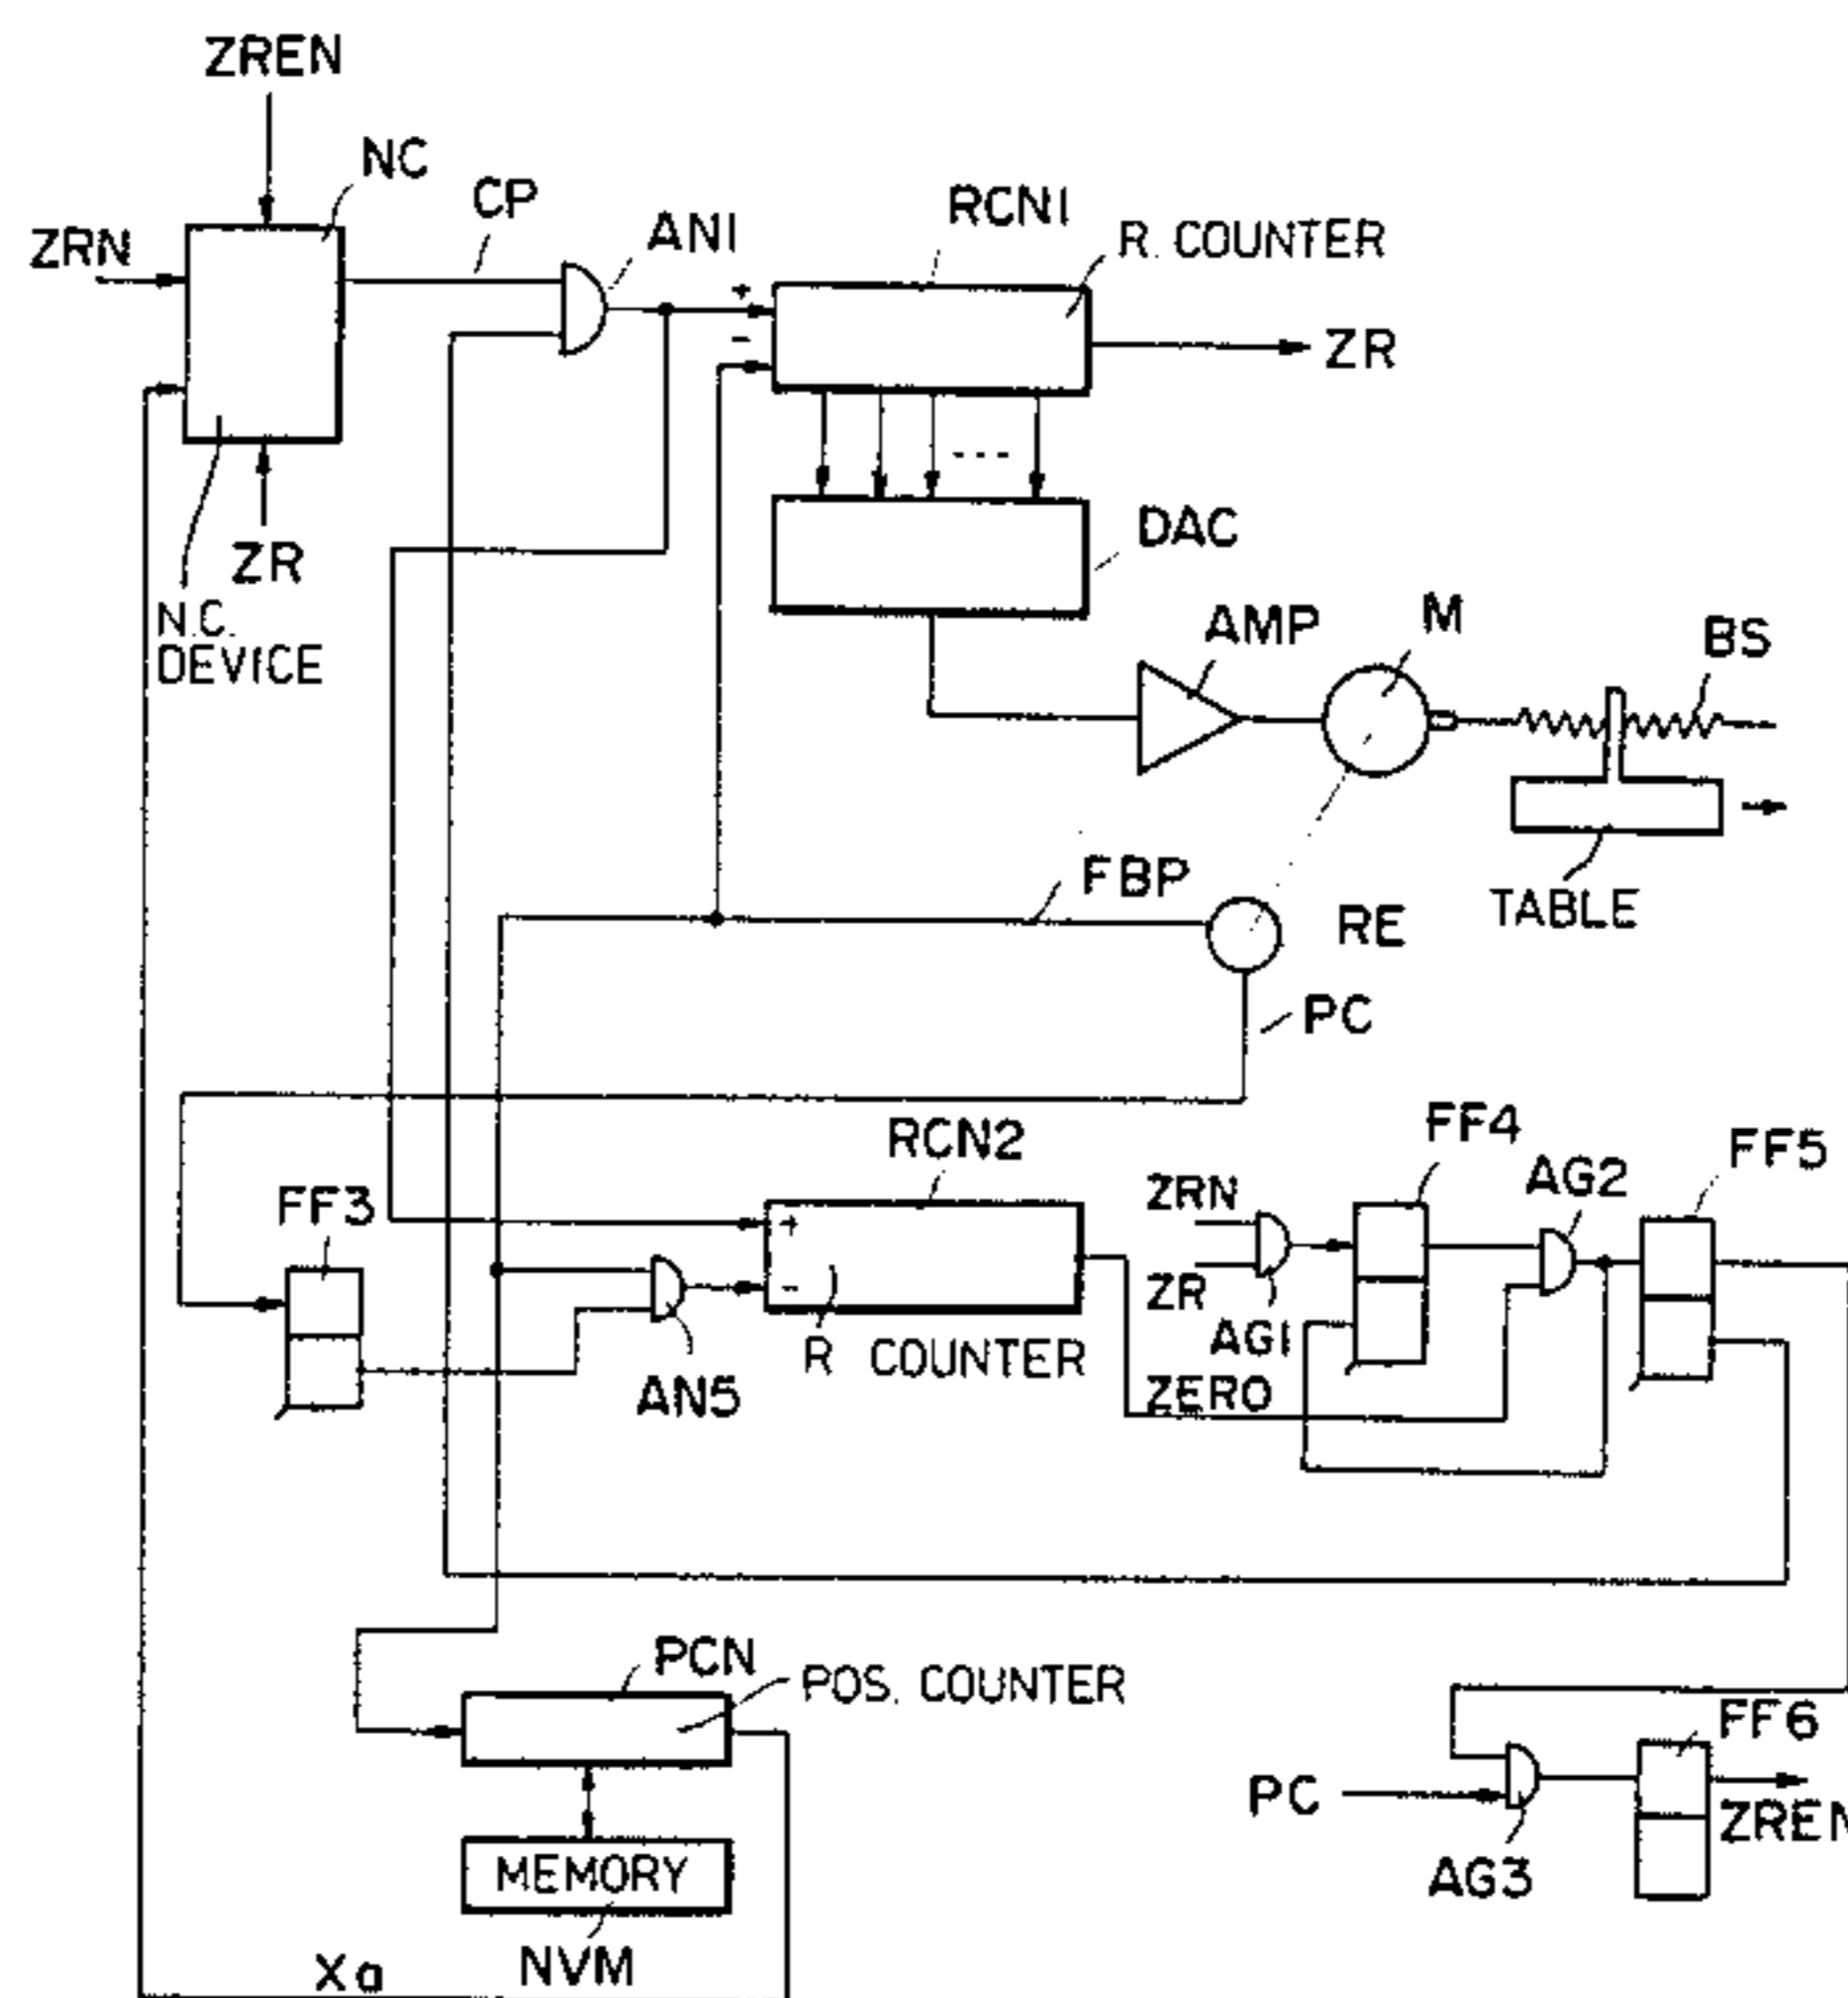 ZREN
NC
CP
ZRN
AN1
RCN1
R. COUNTER
ZR
+
-
ZR
N.C.
DEVICE
DAC
AMP
M
BS
TABLE
FBP
RE
PC
RCN2
FF4
FF5
AG2
FF3
ZRN
ZR
+
-
AG1
R COUNTER
AN5
ZERO
PCN
POS. COUNTER
FF6
PC
ZREN
AG3
MEMORY
NVM
Xa